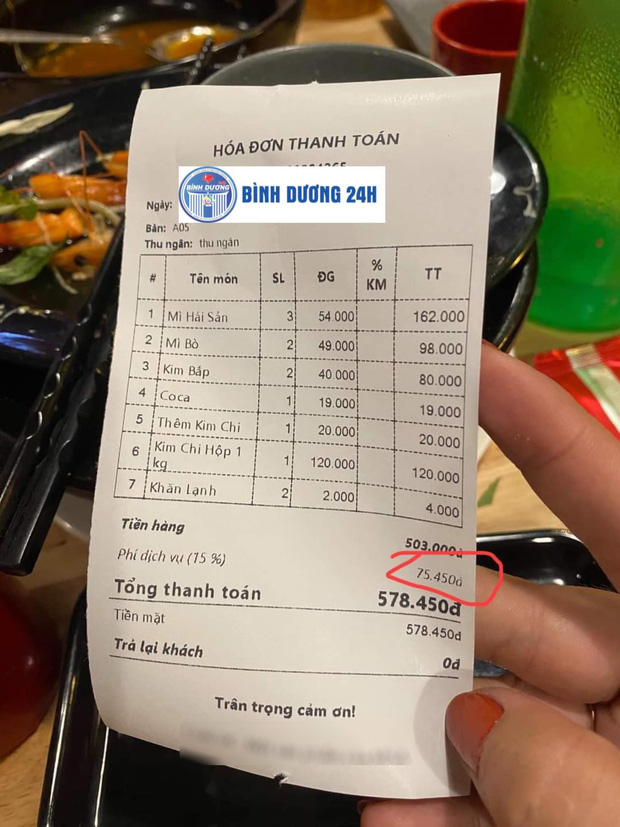 HÓA ĐƠN THANH TOÁN
BÌNH DƯƠNG
BÌNH DƯƠNG 24H
Ngày:
Bàn: A05
Thu ngân: thu ngân
# Tên món SL ĐG % KM TT
1 Mì Hải Sản 3 54.000 162.000
2 Mì Bò 2 49.000 98.000
3 Kim Bắp 2 40.000 80.000
4 Coca 1 19.000 19.000
5 Thêm Kim Chi 1 20.000 20.000
6 Kim Chi Hộp 1 kg 1 120.000 120.000
7 Khăn Lạnh 2 2.000 4.000
Tiền hàng 503.000đ
Phí dịch vụ (15 %) 75.450đ
Tổng thanh toán 578.450đ
Tiền mặt 578.450đ
Trả lại khách 0đ
Trân trọng cảm ơn!